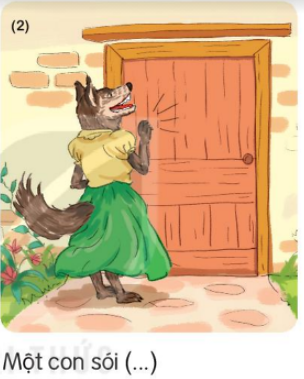 (2)
Một con sói (...)